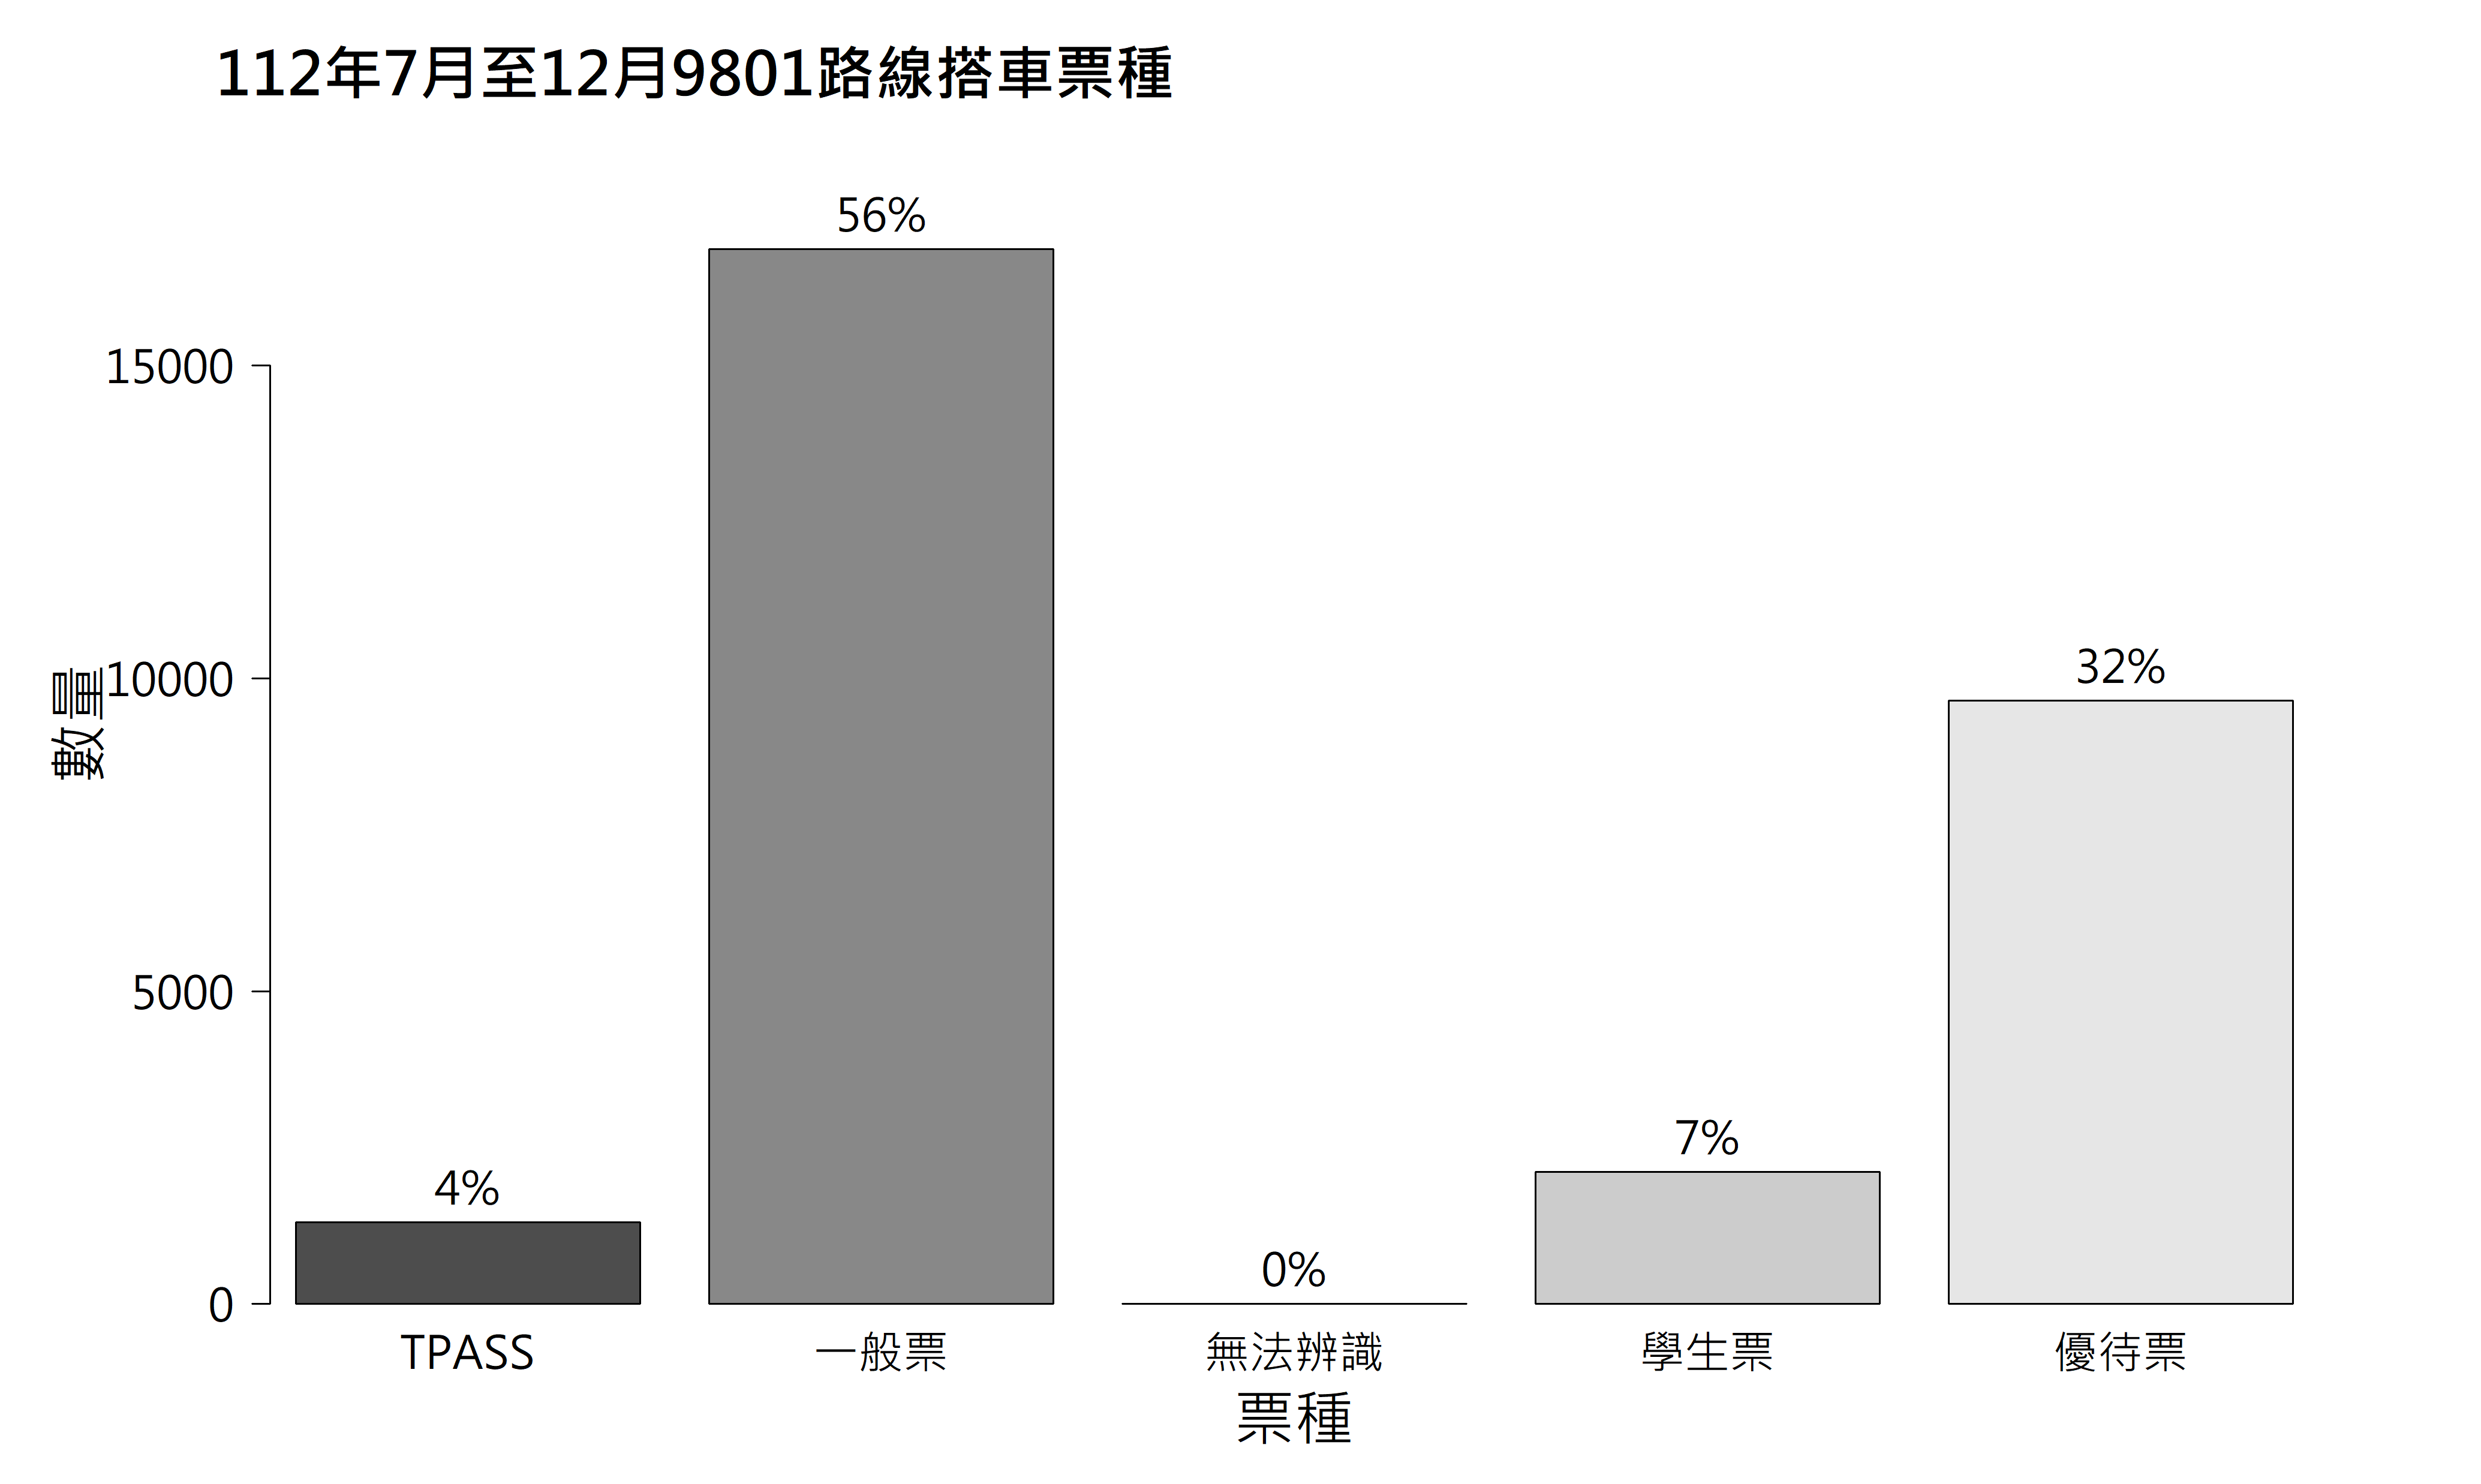 112年7月至12月9801路線搭車票種
56%
15000
32%
10000
數量
5000
7%
4%
0%
0
TPASS 一般票 無法辨識 學生票 優待票
票種